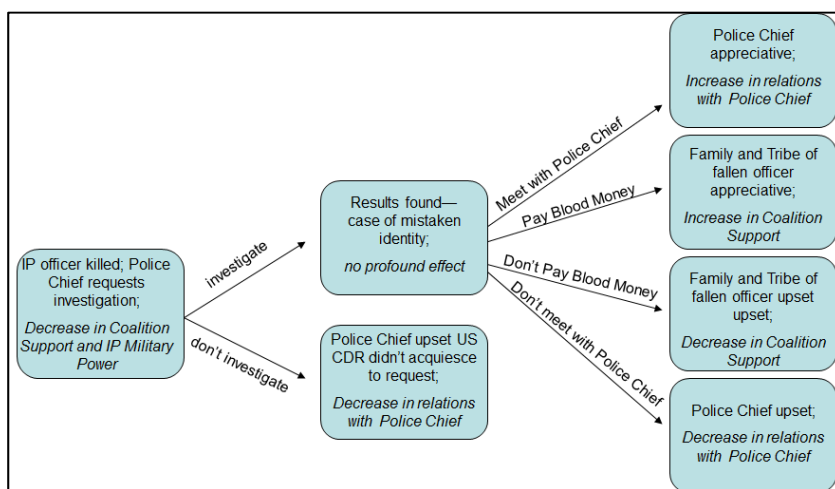 IP officer killed; Police
Chief requests
investigation;
Decrease in Coalition
Support and IP Military
Power
investigate
don't investigate
Results found—
case of mistaken
identity;
no profound effect
Police Chief upset US
CDR didn't acquiesce
to request;
Decrease in relations
with Police Chief
Meet with Police Chief
Pay Blood Money
Don't Pay Blood Money
Don't meet with Police Chief
Police Chief
appreciative;
Increase in relations
with Police Chief
Family and Tribe of
fallen officer
appreciative;
Increase in Coalition
Support
Family and Tribe of
fallen officer upset
upset;
Decrease in Coalition
Support
Police Chief upset;
Decrease in relations
with Police Chief